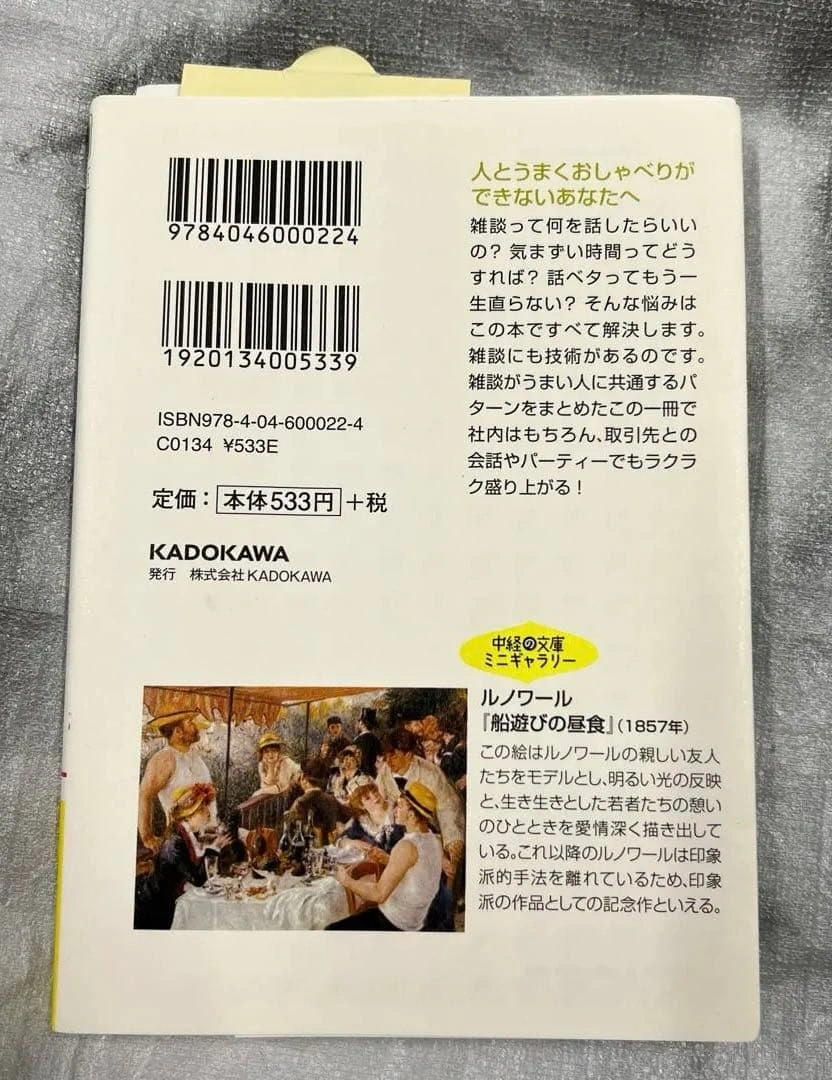 9784046000224
1920134005339
ISBN978-4-04-600022-4
C0134 ¥533E
定価：本体533円+税
KADOKAWA
発行 株式会社KADOKAWA
人とうまくおしゃべりが
できないあなたへ
雑談って何を話したらいい
の? 気まずい時間ってどう
すれば? 話ベタってもう一
生直らない? そんな悩みは
この本ですべて解決します。
雑談にも技術があるのです。
雑談がうまい人に共通するパ
ターンをまとめたこの一冊で
社内はもちろん、取引先との
会話やパーティーでもラクラ
ク盛り上がる！
中経の文庫
ミニギャラリー
ルノワール
『船遊びの昼食』(1857年)
この絵はルノワールの親しい友人
たちをモデルとし、明るい光の反映
と、生き生きとした若者たちの憩い
のひとときを愛情深く描き出して
いる。これ以降のルノワールは印象
派的手法を離れているため、印象
派の作品としての記念作といえる。